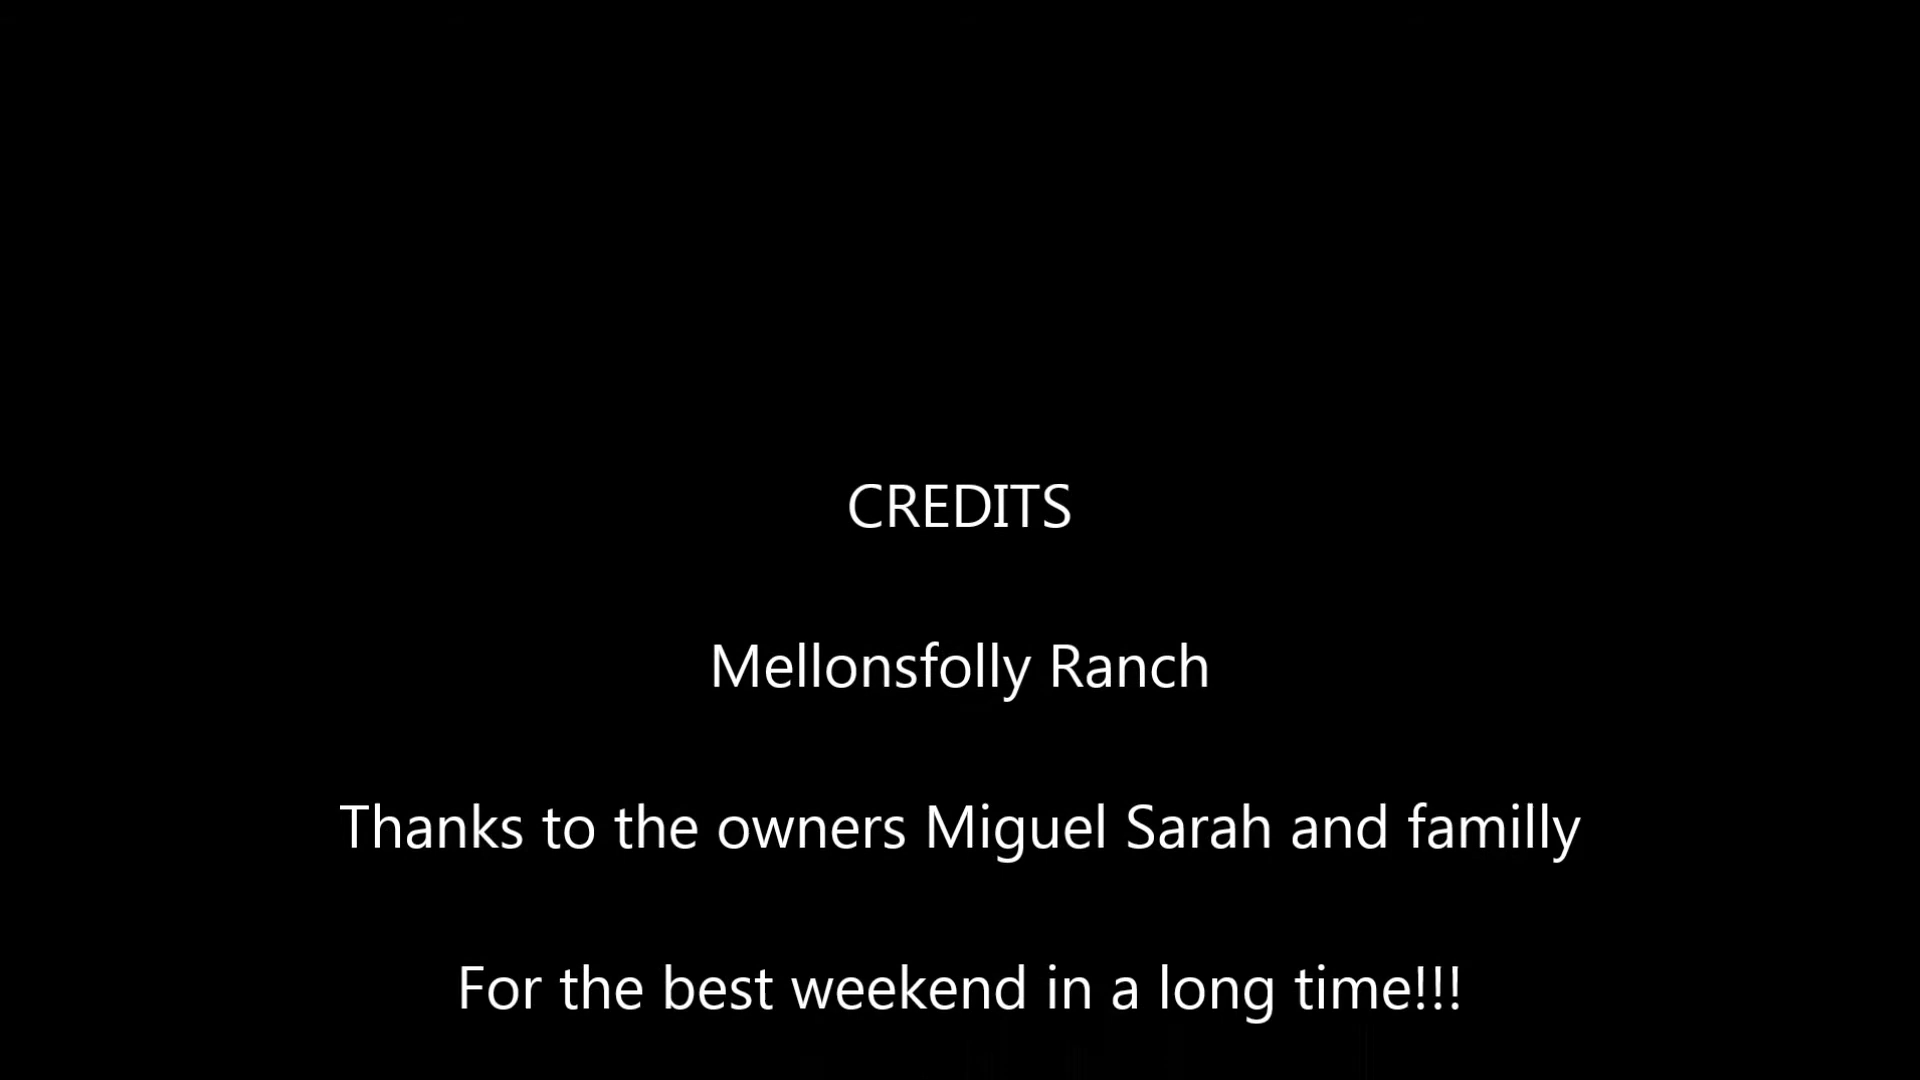 CREDITS
Mellonsfolly Ranch
Thanks to the owners Miguel Sarah and familly
For the best weekend in a long time!!!